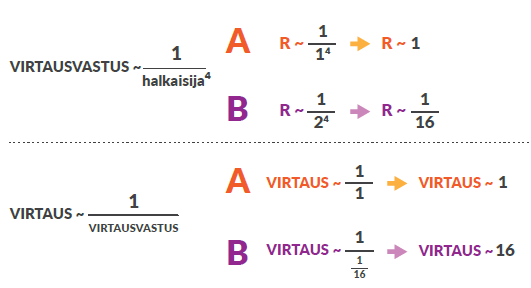 VIRTAUSVASTUS ~ 1 / halkaisija⁴
A R ~ 1 / 1⁴ → R ~ 1
B R ~ 1 / 2⁴ → R ~ 1 / 16
VIRTAUS ~ 1 / VIRTAUSVASTUS
A VIRTAUS ~ 1 / 1 → VIRTAUS ~ 1
B VIRTAUS ~ 1 / 1/16 → VIRTAUS ~ 16